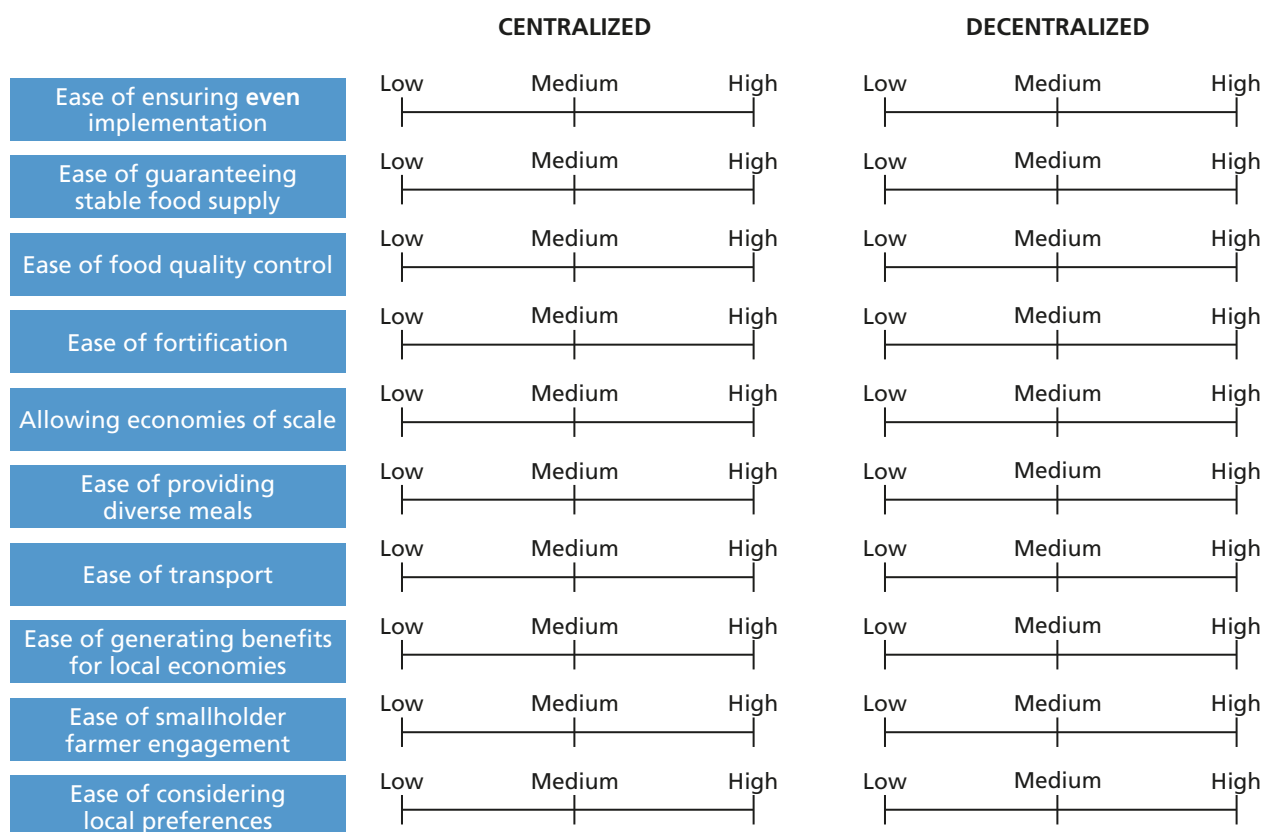 CENTRALIZED DECENTRALIZED
Low Medium High Low Medium High
Ease of ensuring even
implementation
Low Medium High Low Medium High
Ease of guaranteeing
stable food supply
Low Medium High Low Medium High
Ease of food quality control
Low Medium High Low Medium High
Ease of fortification
Low Medium High Low Medium High
Allowing economies of scale
Low Medium High Low Medium High
Ease of providing
diverse meals
Low Medium High Low Medium High
Ease of transport
Low Medium High Low Medium High
Ease of generating benefits
for local economies
Low Medium High Low Medium High
Ease of smallholder
farmer engagement
Low Medium High Low Medium High
Ease of considering
local preferences